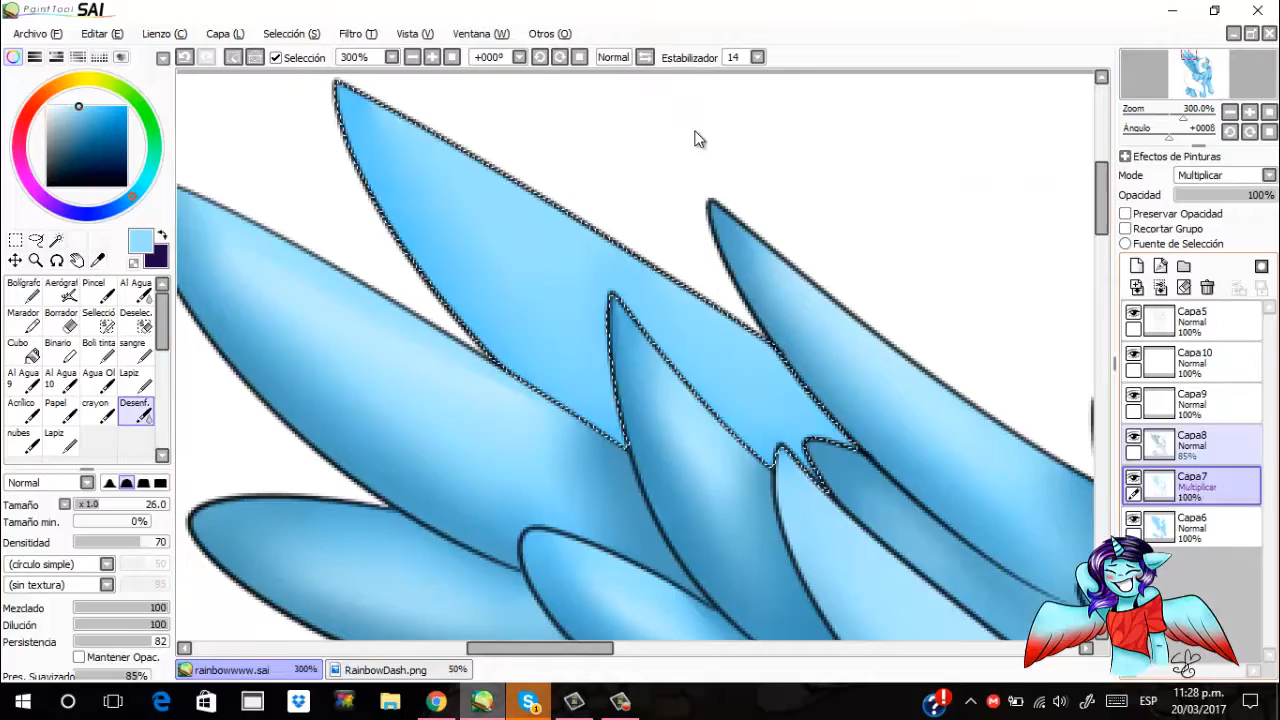 PaintTool SAI
Archivo (F) Editar (E) Lienzo (C) Capa (L) Selección (S) Filtro (T) Vista (V) Ventana (W) Otros (O)
Selección 300% +000º Normal Estabilizador 14
Zoom 300.0%
Ángulo +000ß
Efectos de Pinturas
Mode Multiplicar
Opacidad 100%
Preservar Opacidad
Recortar Grupo
Fuente de Selección
Bolígrafo Aerógraf Pincel Al Agua
Marador Borrador Selecció Deselec.
Cubo Binario Boli tinta sangre
Al Agua 9 Al Agua 10 Agua Ol Lapiz
Acrílico Papel crayon Desenf.
nubes Lapiz
Normal
Tamaño x 1.0 26.0
Tamaño min. 0%
Densitidad 70
(círculo simple) 50
(sin textura) 95
Mezclado 100
Dilución 100
Persistencia 82
Mantener Opac.
Pres. Suavizado 85%
Capa5
Normal
100%
Capa10
Normal
100%
Capa9
Normal
100%
Capa8
Normal
85%
Capa7
Multiplicar
100%
Capa6
Normal
100%
rainbowwww.sai 300% RainbowDash.png 50%
ESP
11:28 p.m.
20/03/2017